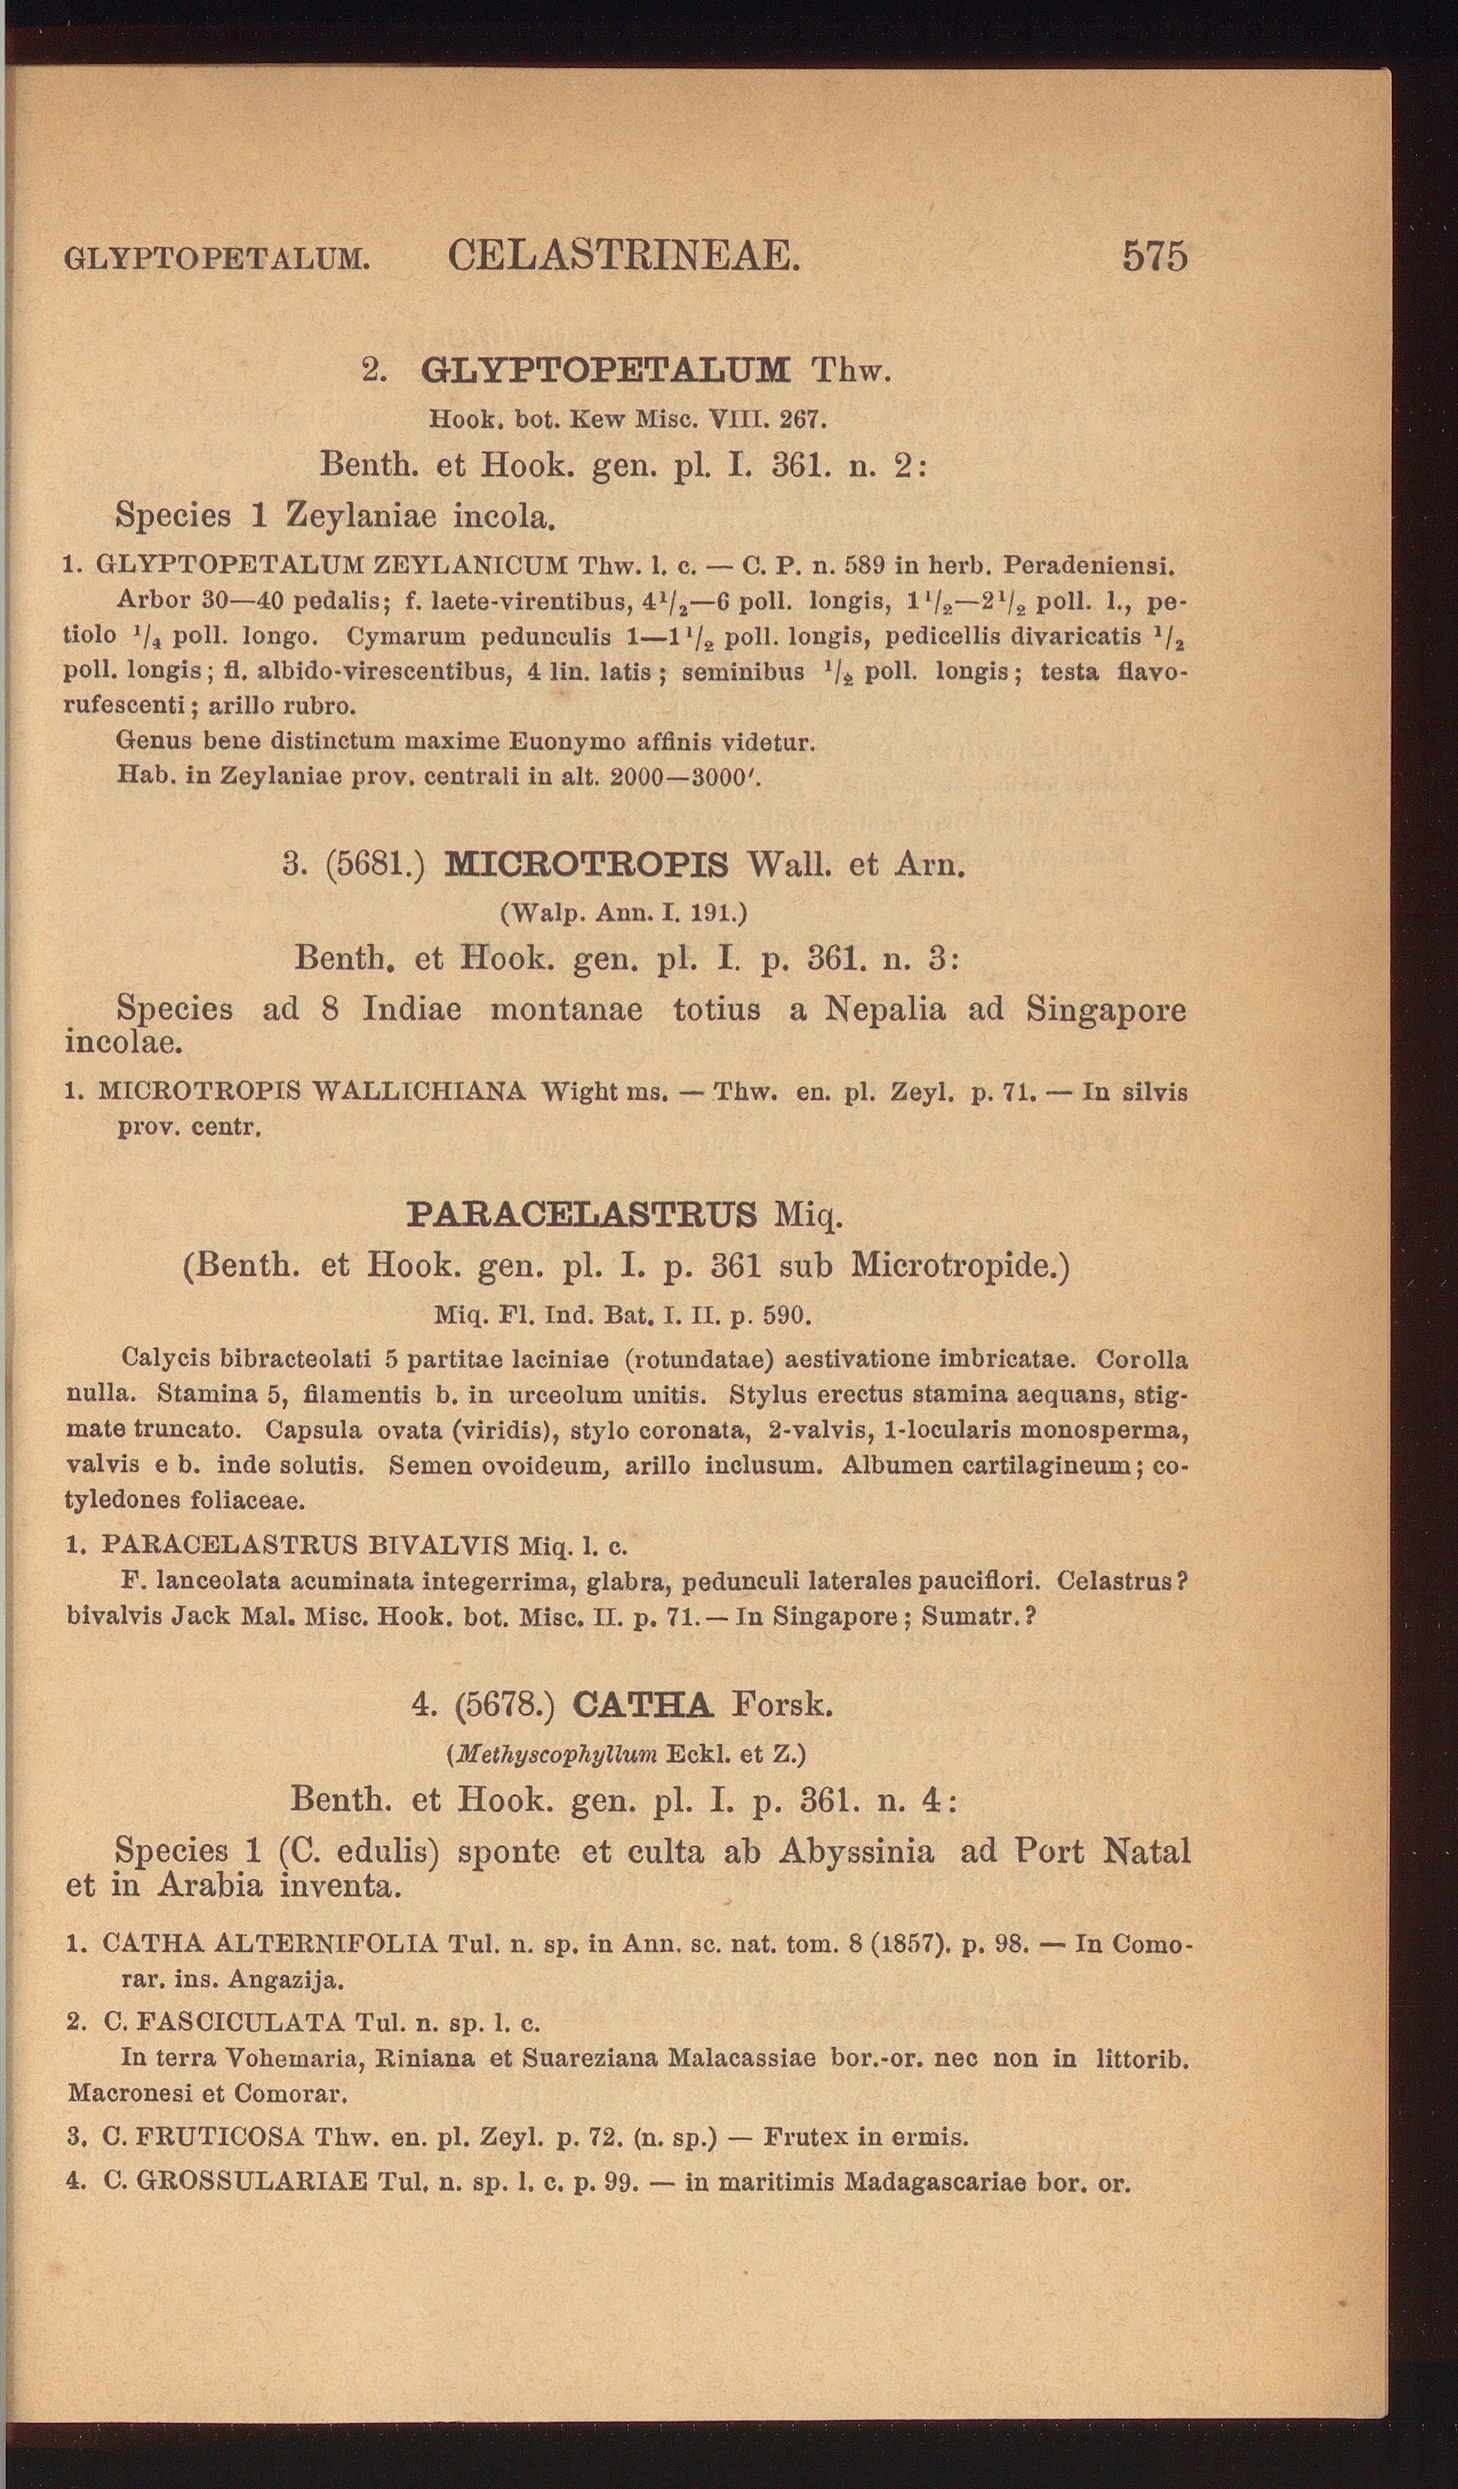 GLYPTOPETALUM. CELASTRINEAE. 575
2. GLYPTOPETALUM Thw.
Hook. bot. Kew Misc. VIII. 267.
Benth. et Hook. gen. pl. I. 361. n. 2:
Species 1 Zeylaniae incola.
1. GLYPTOPETALUM ZEYLANICUM Thw. l. c. — C. P. n. 589 in herb. Peradeniensi.
Arbor 30—40 pedalis; f. laete-virentibus, 4¹/₂—6 poll. longis, 1¹/₂—2¹/₂ poll. l., pe-
tiolo ¹/₄ poll. longo. Cymarum pedunculis 1—1¹/₂ poll. longis, pedicellis divaricatis ¹/₂
poll. longis; fl. albido-virescentibus, 4 lin. latis; seminibus ¹/₂ poll. longis; testa flavo-
rufescenti; arillo rubro.
Genus bene distinctum maxime Euonymo affinis videtur.
Hab. in Zeylaniae prov. centrali in alt. 2000—3000′.
3. (5681.) MICROTROPIS Wall. et Arn.
(Walp. Ann. I. 191.)
Benth. et Hook. gen. pl. I. p. 361. n. 3:
Species ad 8 Indiae montanae totius a Nepalia ad Singapore
incolae.
1. MICROTROPIS WALLICHIANA Wight ms. — Thw. en. pl. Zeyl. p. 71. — In silvis
prov. centr.
PARACELASTRUS Miq.
(Benth. et Hook. gen. pl. I. p. 361 sub Microtropide.)
Miq. Fl. Ind. Bat. I. II. p. 590.
Calycis bibracteolati 5 partitae laciniae (rotundatae) aestivatione imbricatae. Corolla
nulla. Stamina 5, filamentis b. in urceolum unitis. Stylus erectus stamina aequans, stig-
mate truncato. Capsula ovata (viridis), stylo coronata, 2-valvis, 1-locularis monosperma,
valvis e b. inde solutis. Semen ovoideum, arillo inclusum. Albumen cartilagineum; co-
tyledones foliaceae.
1. PARACELASTRUS BIVALVIS Miq. l. c.
F. lanceolata acuminata integerrima, glabra, pedunculi laterales pauciflori. Celastrus?
bivalvis Jack Mal. Misc. Hook. bot. Misc. II. p. 71.— In Singapore; Sumatr.?
4. (5678.) CATHA Forsk.
(Methyscophyllum Eckl. et Z.)
Benth. et Hook. gen. pl. I. p. 361. n. 4:
Species 1 (C. edulis) sponte et culta ab Abyssinia ad Port Natal
et in Arabia inventa.
1. CATHA ALTERNIFOLIA Tul. n. sp. in Ann. sc. nat. tom. 8 (1857). p. 98. — In Como-
rar. ins. Angazija.
2. C. FASCICULATA Tul. n. sp. l. c.
In terra Vohemaria, Riniana et Suareziana Malacassiae bor.-or. nec non in littorib.
Macronesi et Comorar.
3. C. FRUTICOSA Thw. en. pl. Zeyl. p. 72. (n. sp.) — Frutex in ermis.
4. C. GROSSULARIAE Tul. n. sp. l. c. p. 99. — in maritimis Madagascariae bor. or.